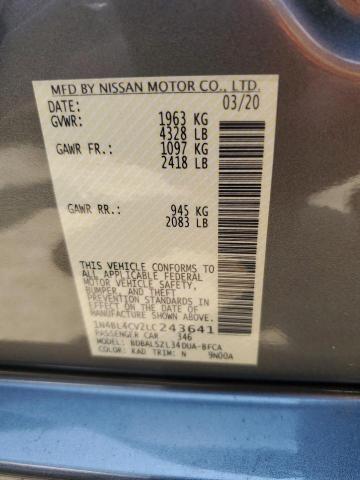 MFD BY NISSAN MOTOR CO., LTD.
DATE: 03/20
GVWR: 1963 KG
4328 LB
GAWR FR.: 1097 KG
2418 LB
GAWR RR.: 945 KG
2083 LB
THIS VEHICLE CONFORMS TO
ALL APPLICABLE FEDERAL
MOTOR VEHICLE SAFETY,
BUMPER, AND THEFT
PREVENTION STANDARDS IN
EFFECT ON THE DATE OF
MANUFACTURE SHOWN ABOVE.
1N4BL4CV2LC243641
PASSENGER CAR 346
MODEL: BDBALSZL34DUA-BFCA
COLOR: KAD TRIM: N 9N00A